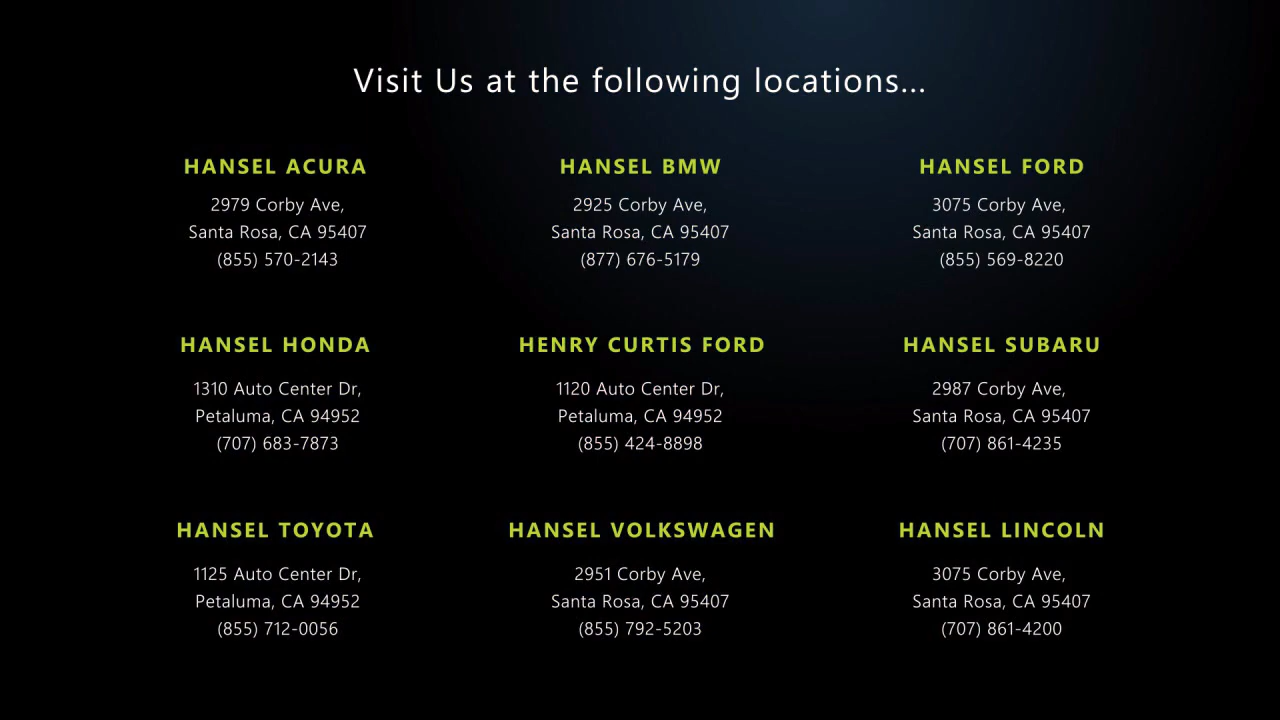 Visit Us at the following locations...
HANSEL ACURA
2979 Corby Ave,
Santa Rosa, CA 95407
(855) 570-2143
HANSEL BMW
2925 Corby Ave,
Santa Rosa, CA 95407
(877) 676-5179
HANSEL FORD
3075 Corby Ave,
Santa Rosa, CA 95407
(855) 569-8220
HANSEL HONDA
1310 Auto Center Dr,
Petaluma, CA 94952
(707) 683-7873
HENRY CURTIS FORD
1120 Auto Center Dr,
Petaluma, CA 94952
(855) 424-8898
HANSEL SUBARU
2987 Corby Ave,
Santa Rosa, CA 95407
(707) 861-4235
HANSEL TOYOTA
1125 Auto Center Dr,
Petaluma, CA 94952
(855) 712-0056
HANSEL VOLKSWAGEN
2951 Corby Ave,
Santa Rosa, CA 95407
(855) 792-5203
HANSEL LINCOLN
3075 Corby Ave,
Santa Rosa, CA 95407
(707) 861-4200